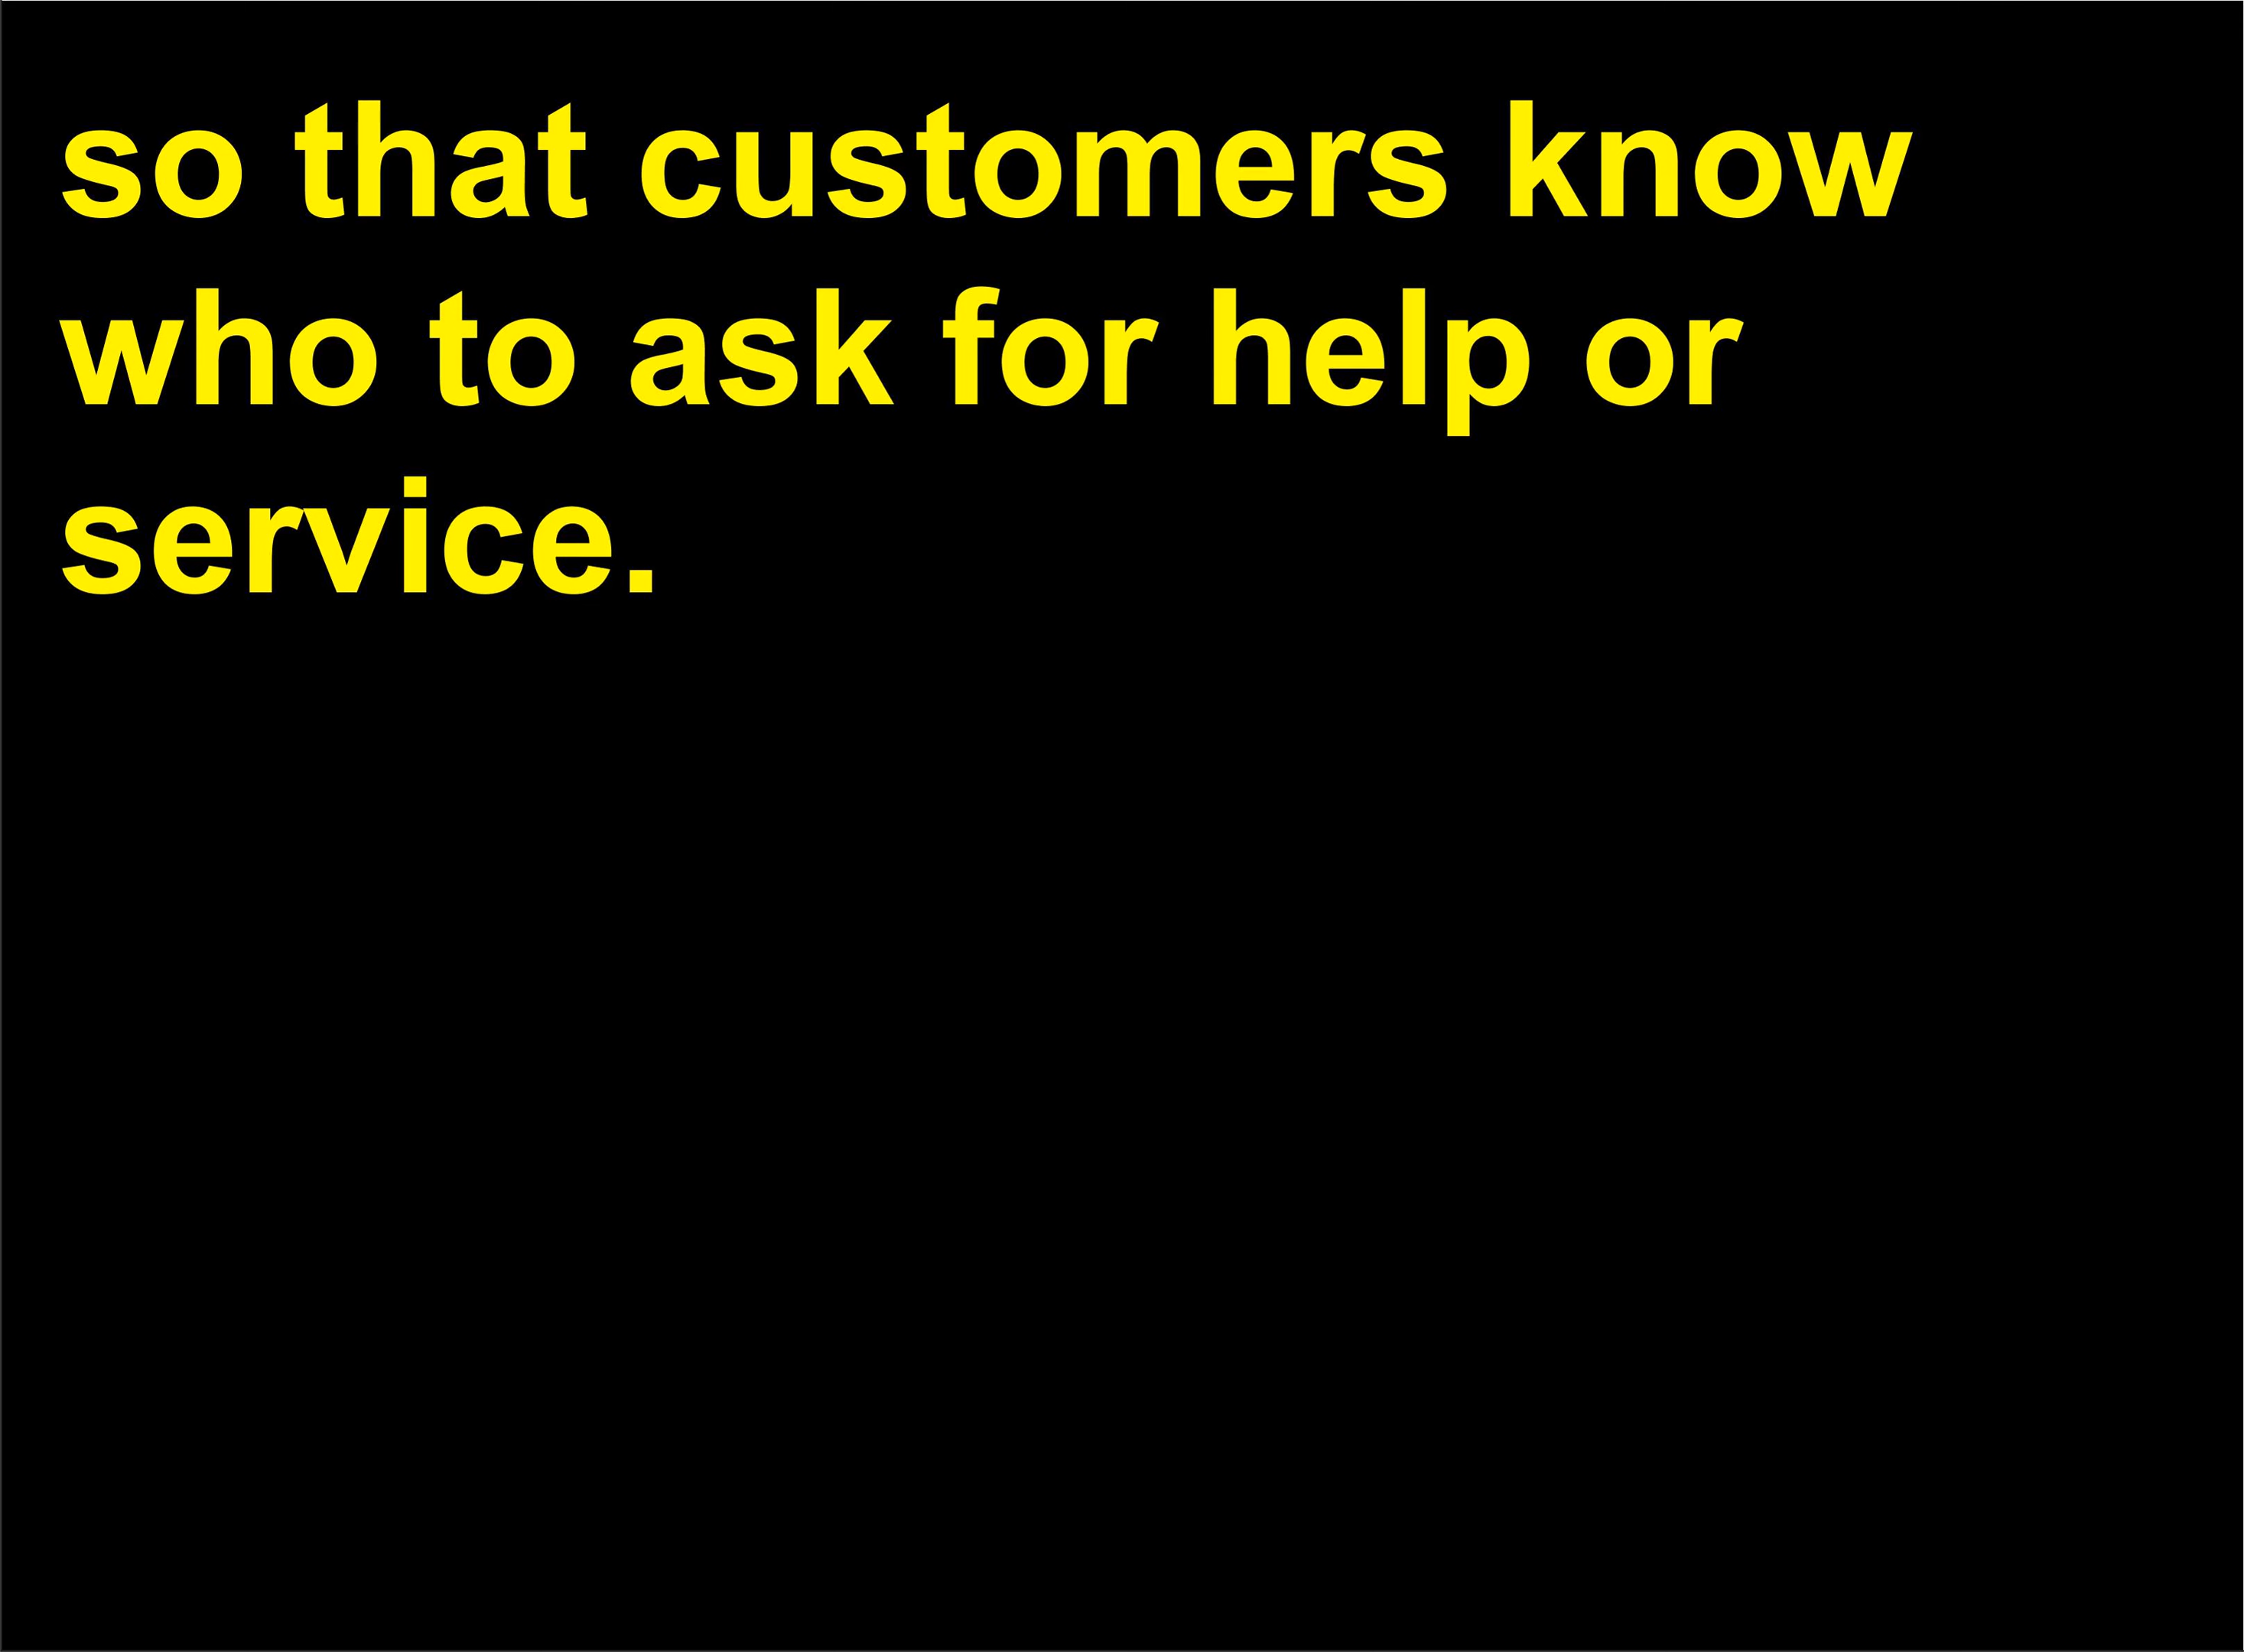 so that customers know
who to ask for help or
service.